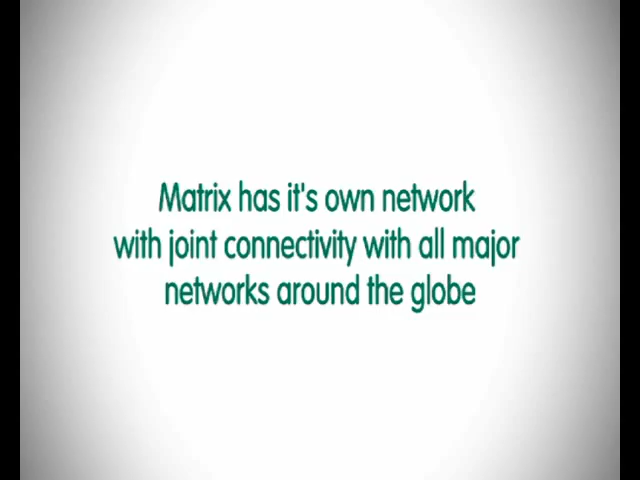 Matrix has it's own network
with joint connectivity with all major
networks around the globe